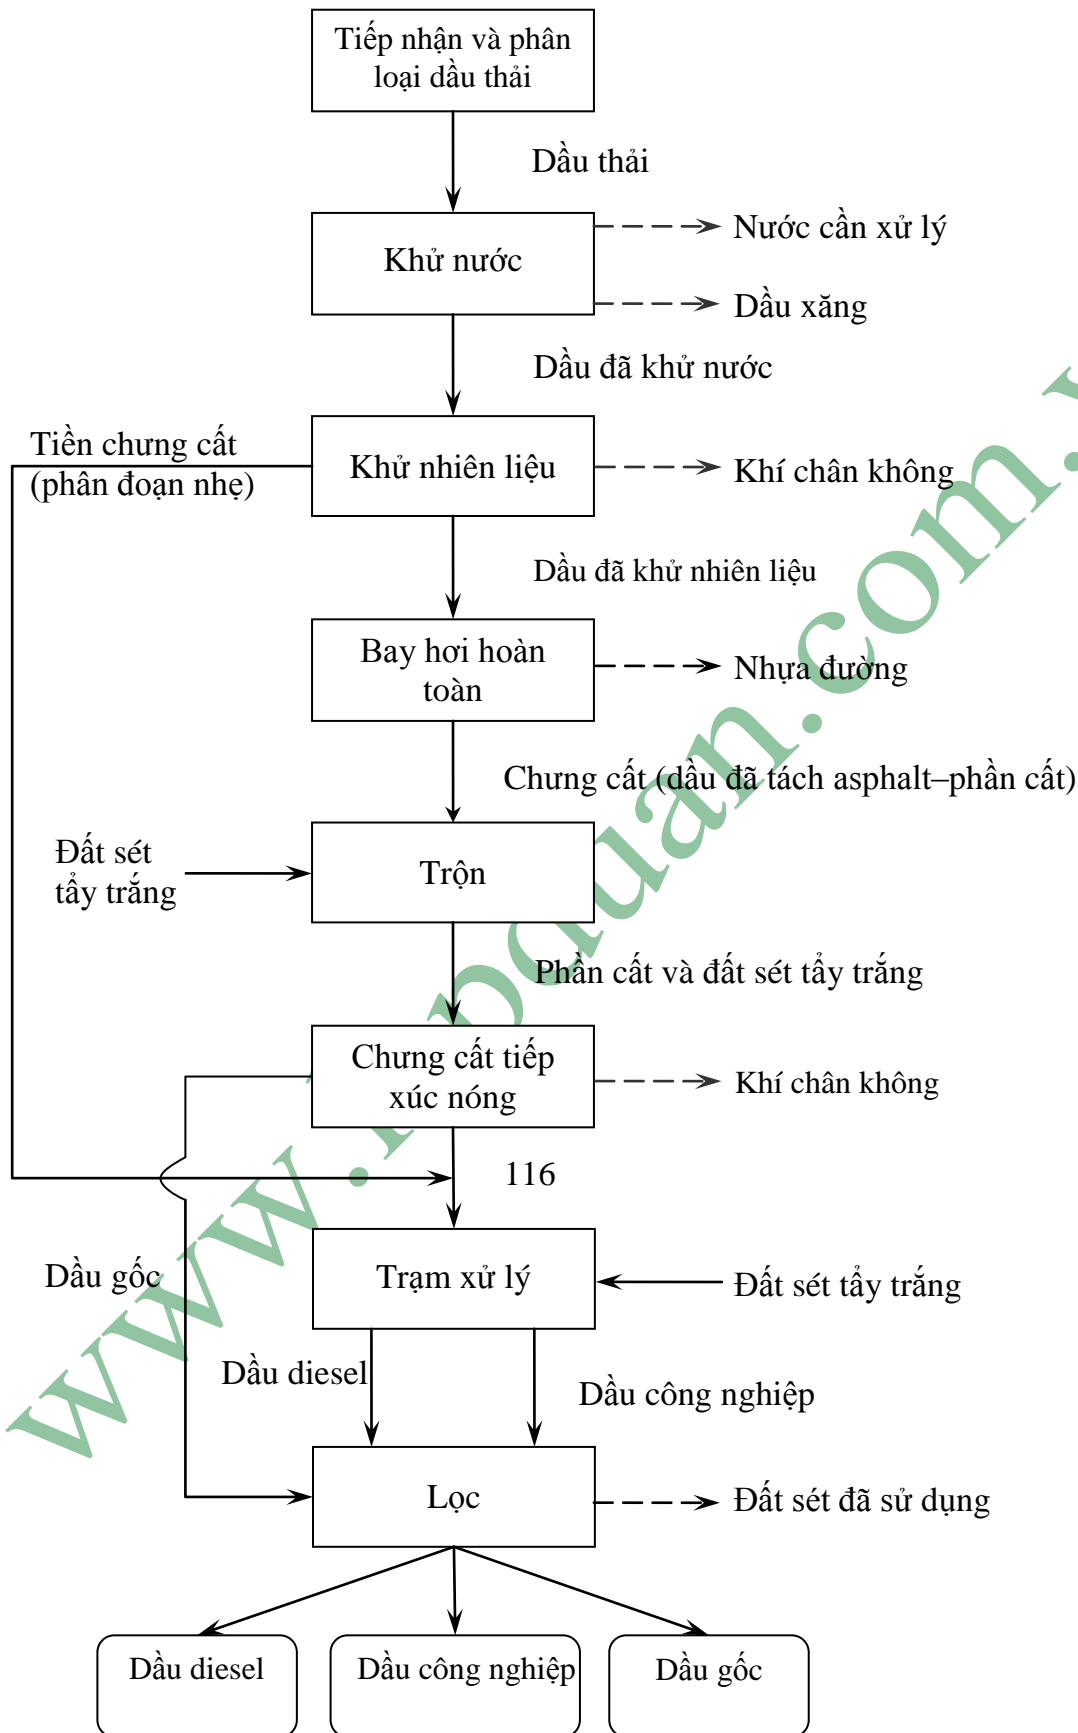 Tiếp nhận và phân
loại dầu thải
Dầu thải
Khử nước
Nước cần xử lý
Dầu xăng
Dầu đã khử nước
Tiền chưng cất
(phân đoạn nhẹ)
Khử nhiên liệu
Khí chân không
Dầu đã khử nhiên liệu
Bay hơi hoàn
toàn
Nhựa đường
Chưng cất (dầu đã tách asphalt–phần cất)
Đất sét
tẩy trắng
Trộn
Phần cất và đất sét tẩy trắng
Chưng cất tiếp
xúc nóng
Khí chân không
116
Dầu gốc
Trạm xử lý
Đất sét tẩy trắng
Dầu diesel
Dầu công nghiệp
Lọc
Đất sét đã sử dụng
Dầu diesel
Dầu công nghiệp
Dầu gốc